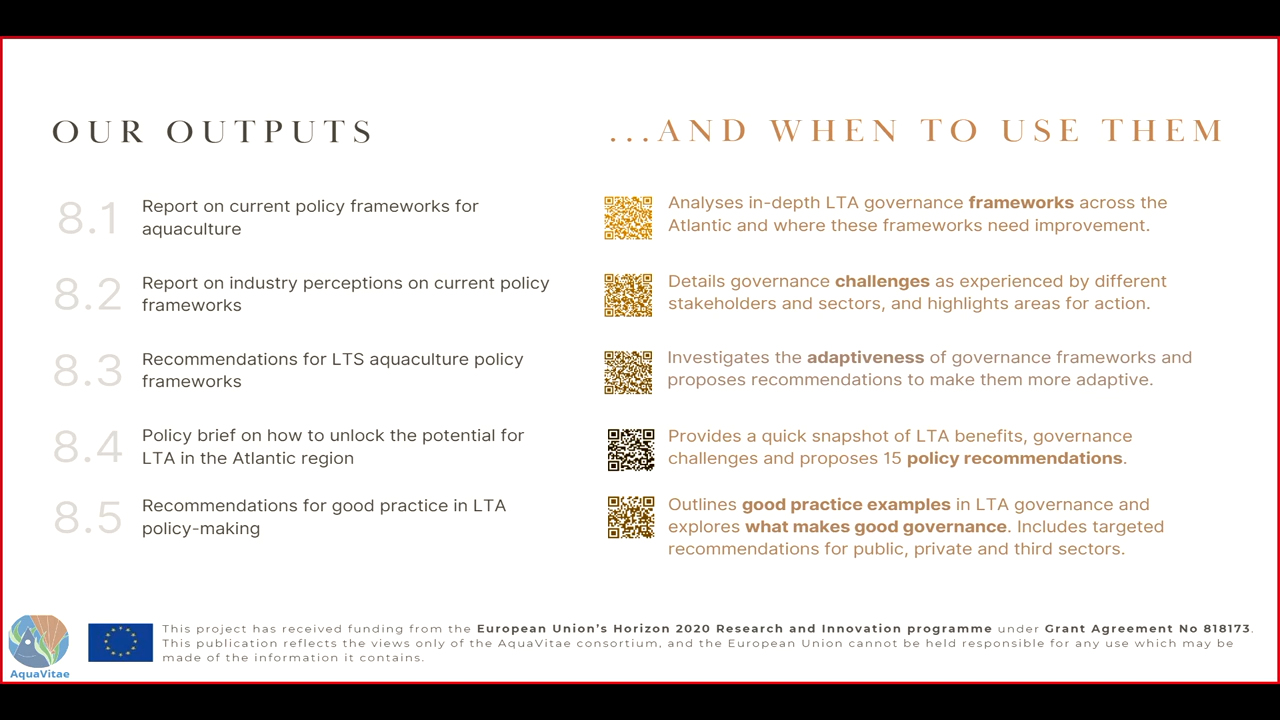 OUR OUTPUTS
...AND WHEN TO USE THEM
8.1
Report on current policy frameworks for
aquaculture
Analyses in-depth LTA governance frameworks across the
Atlantic and where these frameworks need improvement.
8.2
Report on industry perceptions on current policy
frameworks
Details governance challenges as experienced by different
stakeholders and sectors, and highlights areas for action.
8.3
Recommendations for LTS aquaculture policy
frameworks
Investigates the adaptiveness of governance frameworks and
proposes recommendations to make them more adaptive.
8.4
Policy brief on how to unlock the potential for
LTA in the Atlantic region
Provides a quick snapshot of LTA benefits, governance
challenges and proposes 15 policy recommendations.
8.5
Recommendations for good practice in LTA
policy-making
Outlines good practice examples in LTA governance and
explores what makes good governance. Includes targeted
recommendations for public, private and third sectors.
AquaVitae
This project has received funding from the European Union's Horizon 2020 Research and Innovation programme under Grant Agreement No 818173.
This publication reflects the views only of the AquaVitae consortium, and the European Union cannot be held responsible for any use which may be
made of the information it contains.